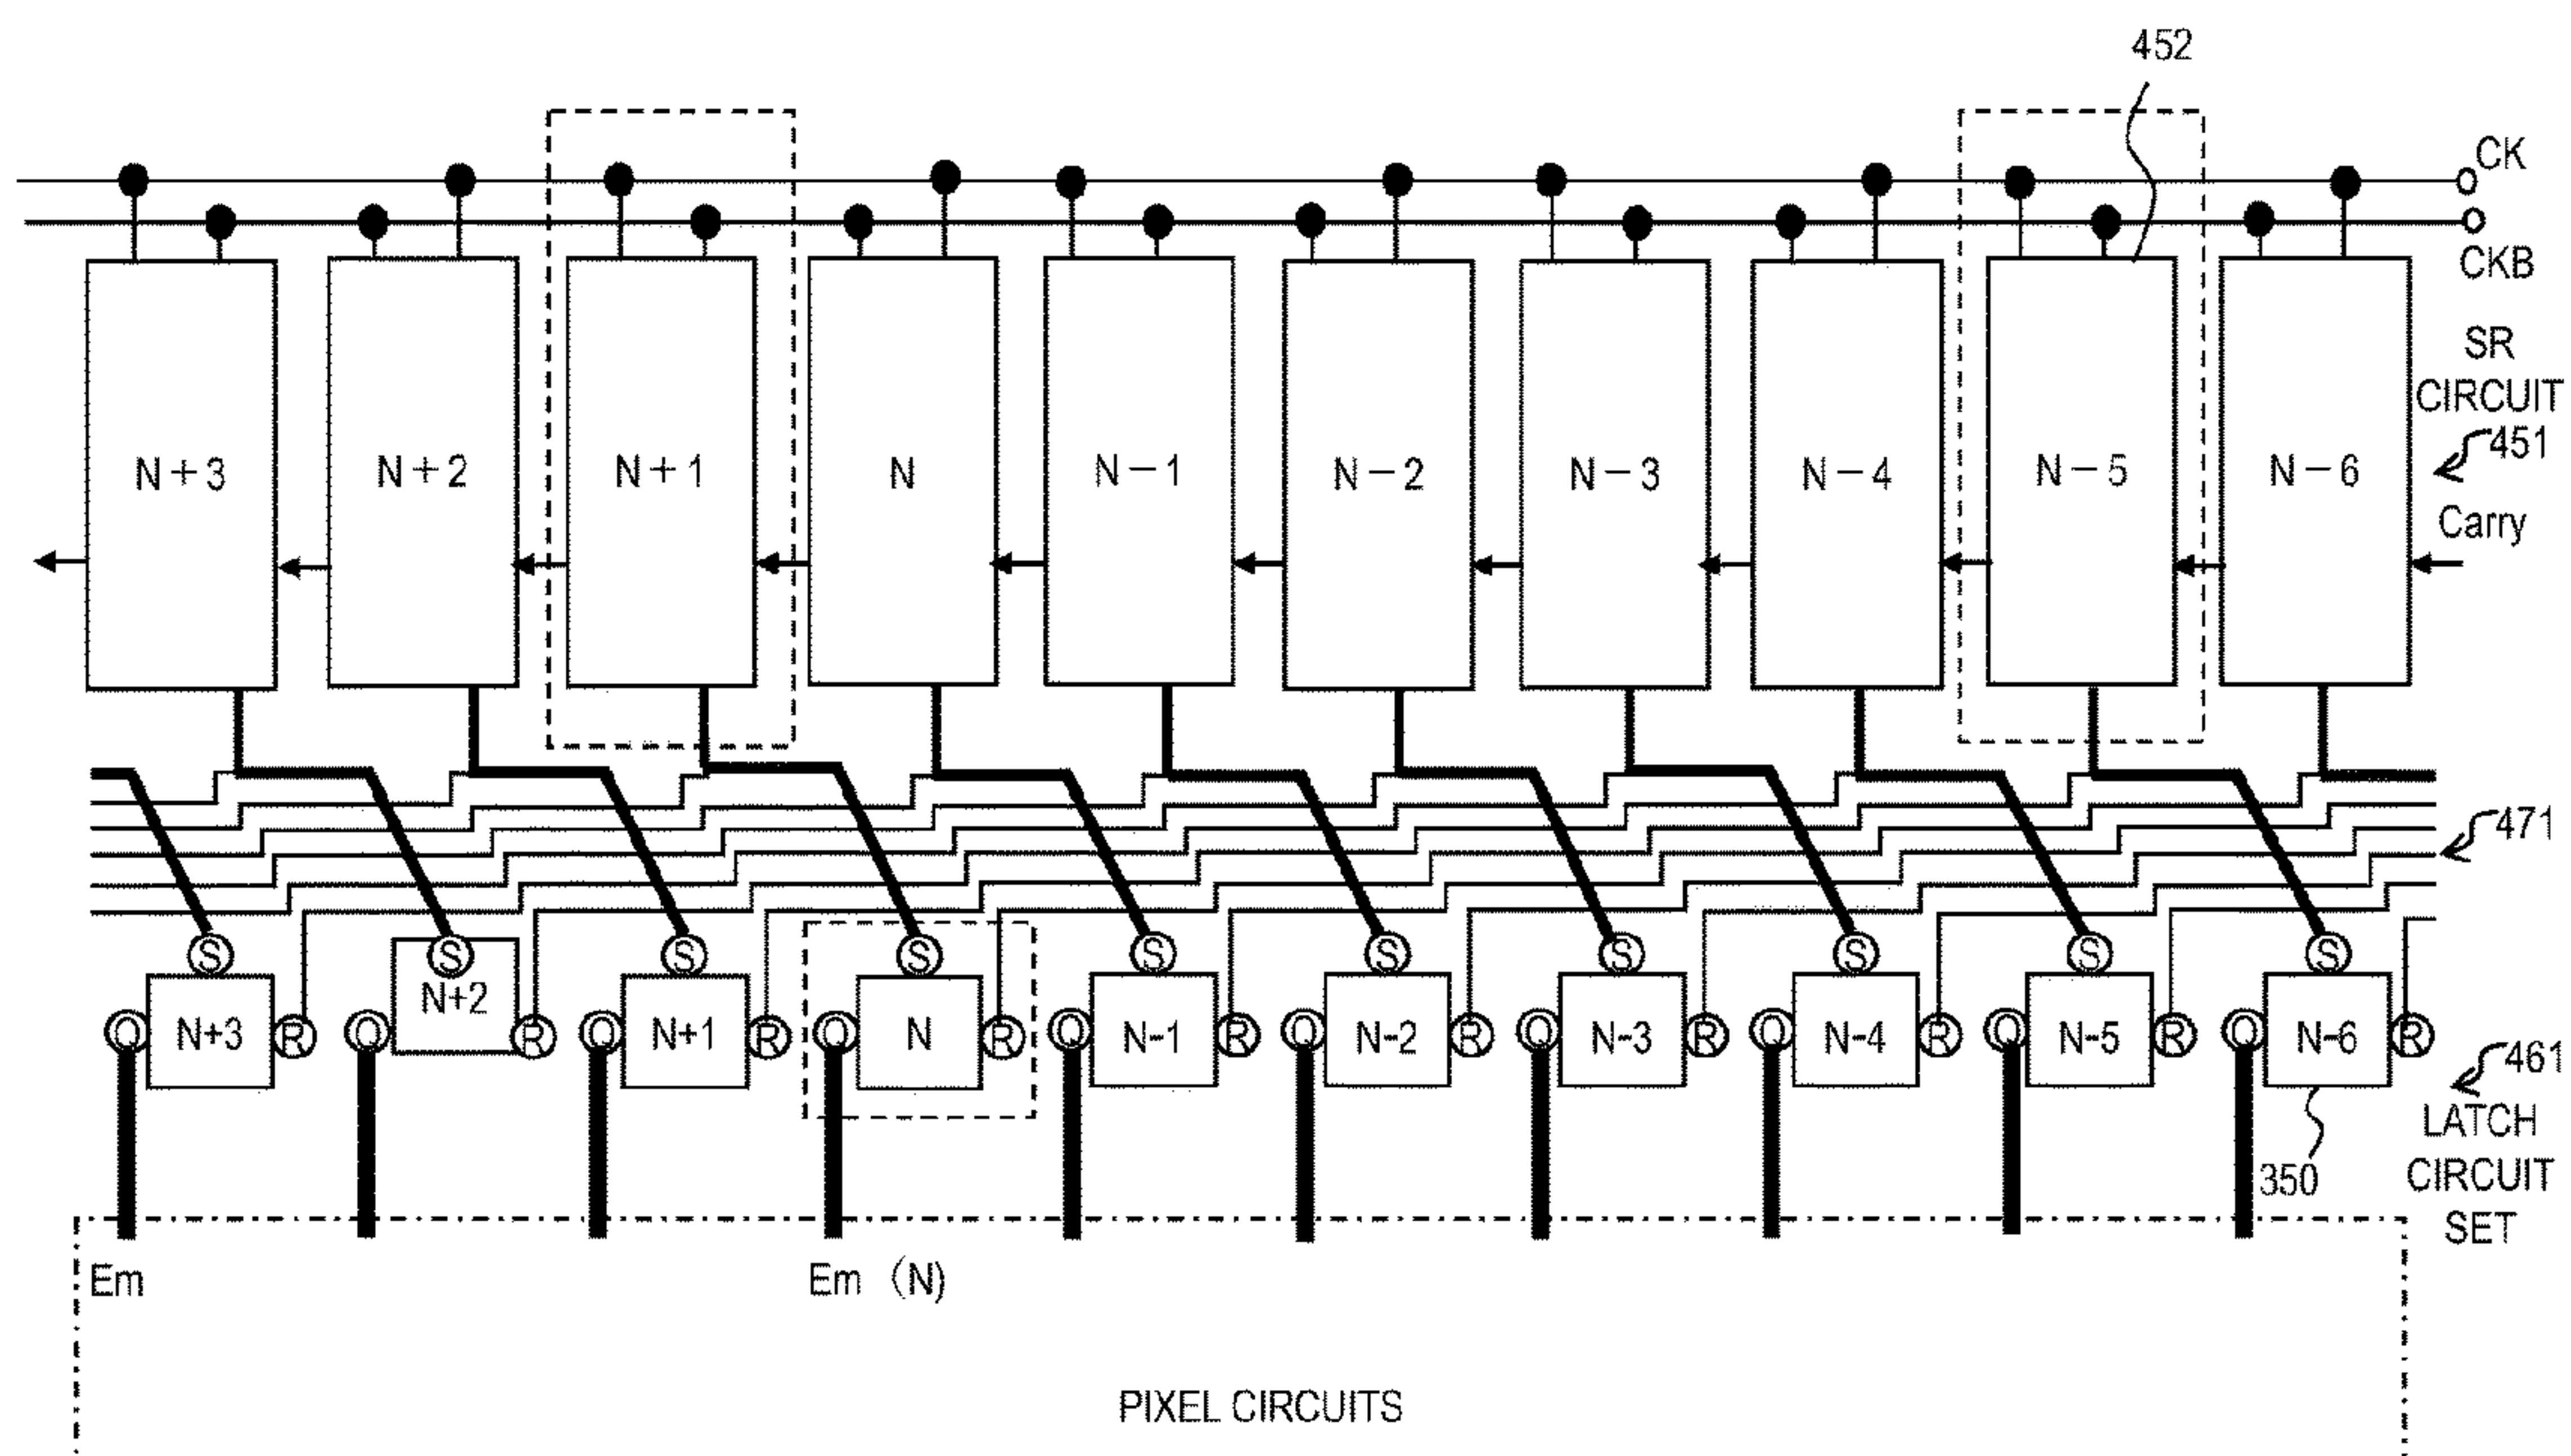 452
CK
CKB
SR
CIRCUIT
451
Carry
N+3 N+2 N+1 N N-1 N-2 N-3 N-4 N-5 N-6
471
S S S S S S S S S S
Q N+3 R Q N+2 R Q N+1 R Q N R Q N-1 R Q N-2 R Q N-3 R Q N-4 R Q N-5 R Q N-6 R
461
LATCH
CIRCUIT
SET
350
Em Em (N)
PIXEL CIRCUITS